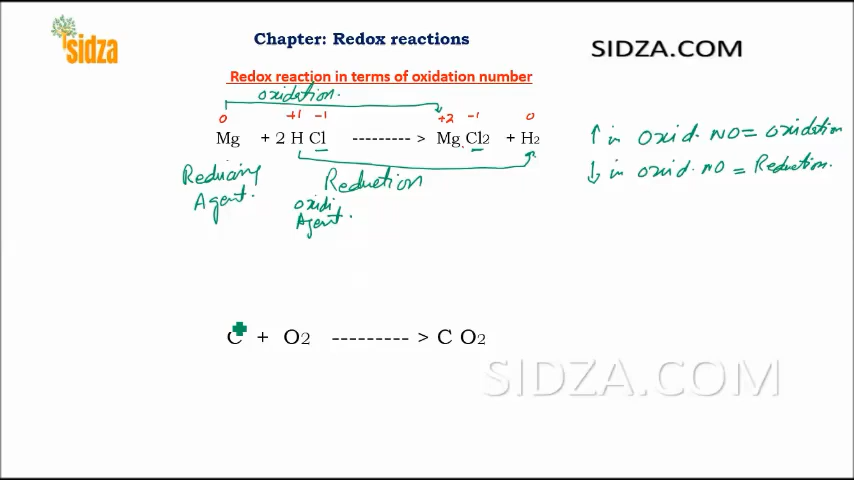 sidza
Chapter: Redox reactions
SIDZA.COM
Redox reaction in terms of oxidation number
oxidation.
0 +1 -1 +2 -1 0
Mg + 2 H Cl --------- > Mg Cl2 + H2
↑ in oxid. NO = oxidation
↓ in oxid. NO = Reduction.
Reducing
Agent.
Reduction
oxidi
Agent.
C + O2 --------- > C O2
SIDZA.COM